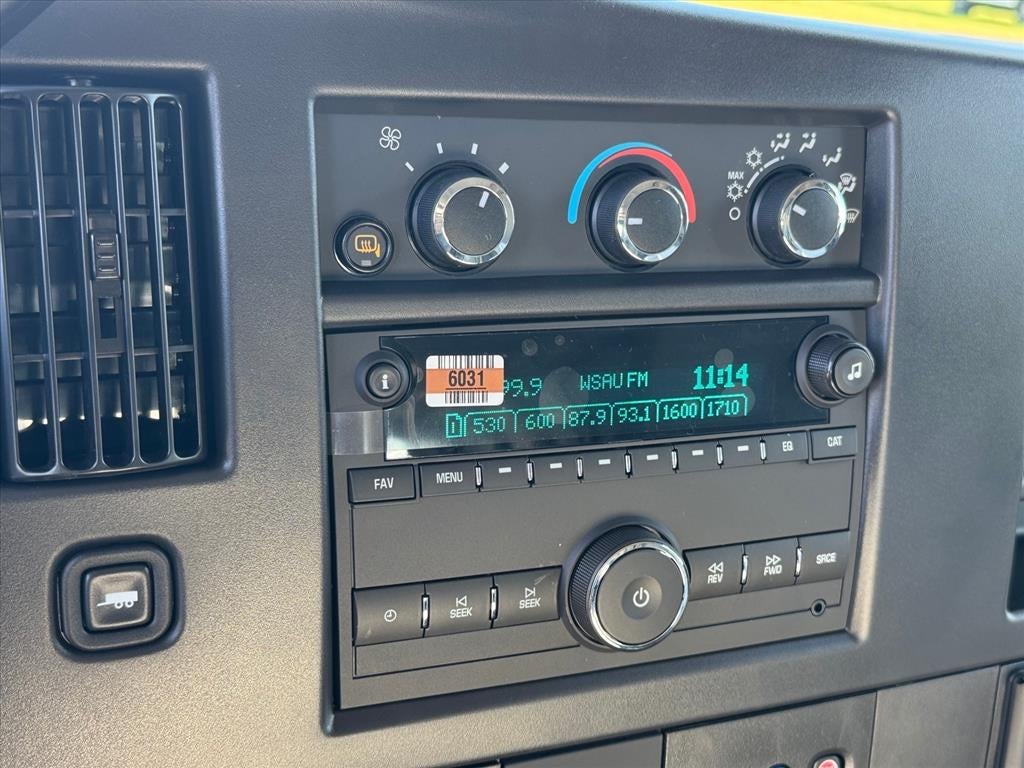 MAX
6031
99.9 WSAU FM 11:14
1 530 600 87.9 93.1 1600 1710
FAV MENU EQ CAT
SEEK SEEK REV FWD SRCE